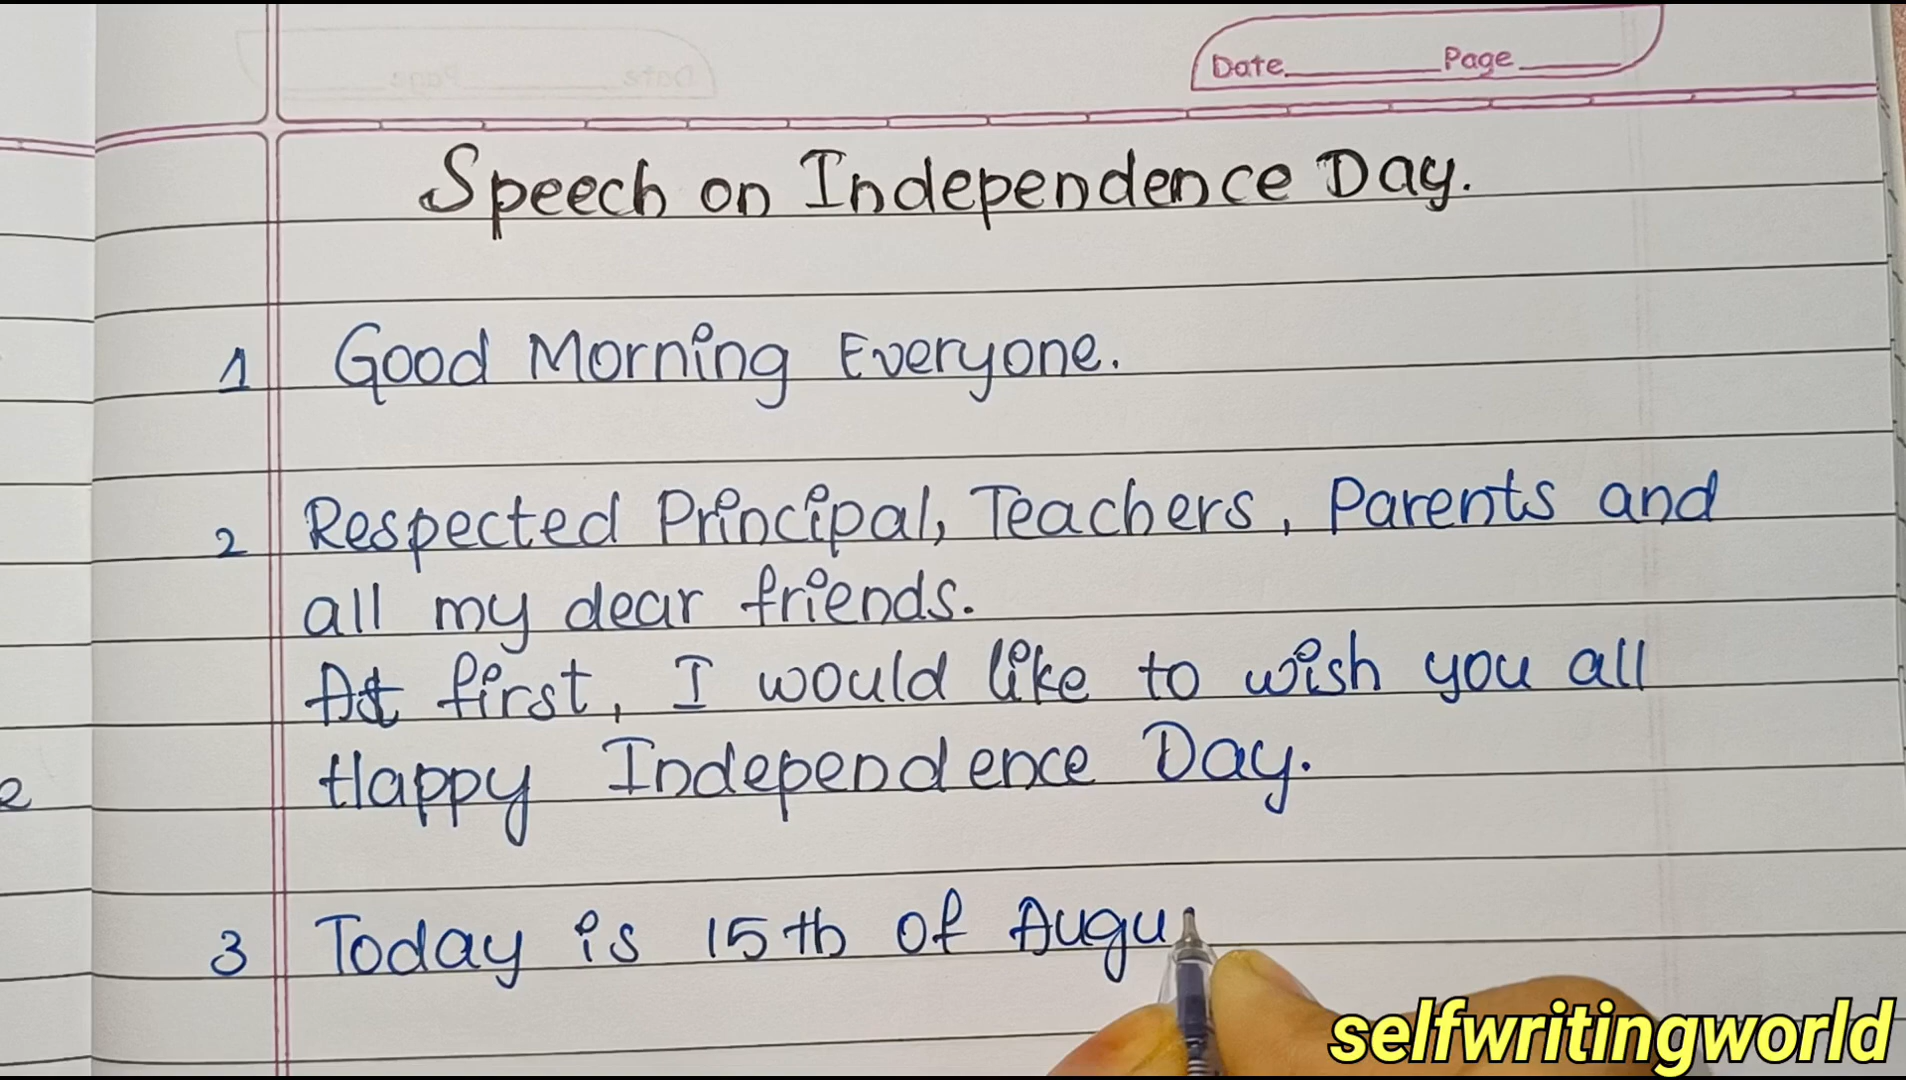 Date Page
Speech on Independence Day.
1 Good Morning Everyone.
2 Respected Principal, Teachers, Parents and
all my dear friends.
At first, I would like to wish you all
Happy Independence Day.
3 Today is 15th of Augu
e
selfwritingworld